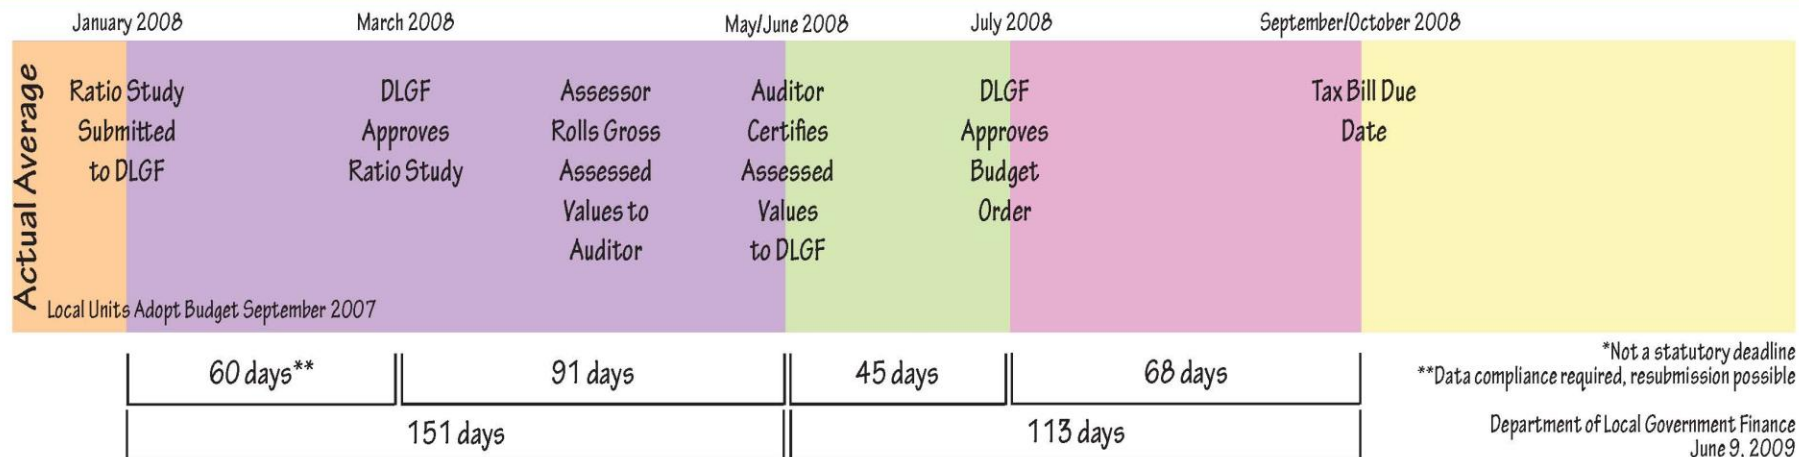 January 2008
March 2008
May/June 2008
July 2008
September/October 2008
Actual Average
Ratio Study
Submitted
to DLGF
DLGF
Approves
Ratio Study
Assessor
Rolls Gross
Assessed
Values to
Auditor
Auditor
Certifies
Assessed
Values
to DLGF
DLGF
Approves
Budget
Order
Tax Bill Due
Date
Local Units Adopt Budget September 2007
60 days**
91 days
45 days
68 days
151 days
113 days
*Not a statutory deadline
**Data compliance required, resubmission possible
Department of Local Government Finance
June 9, 2009